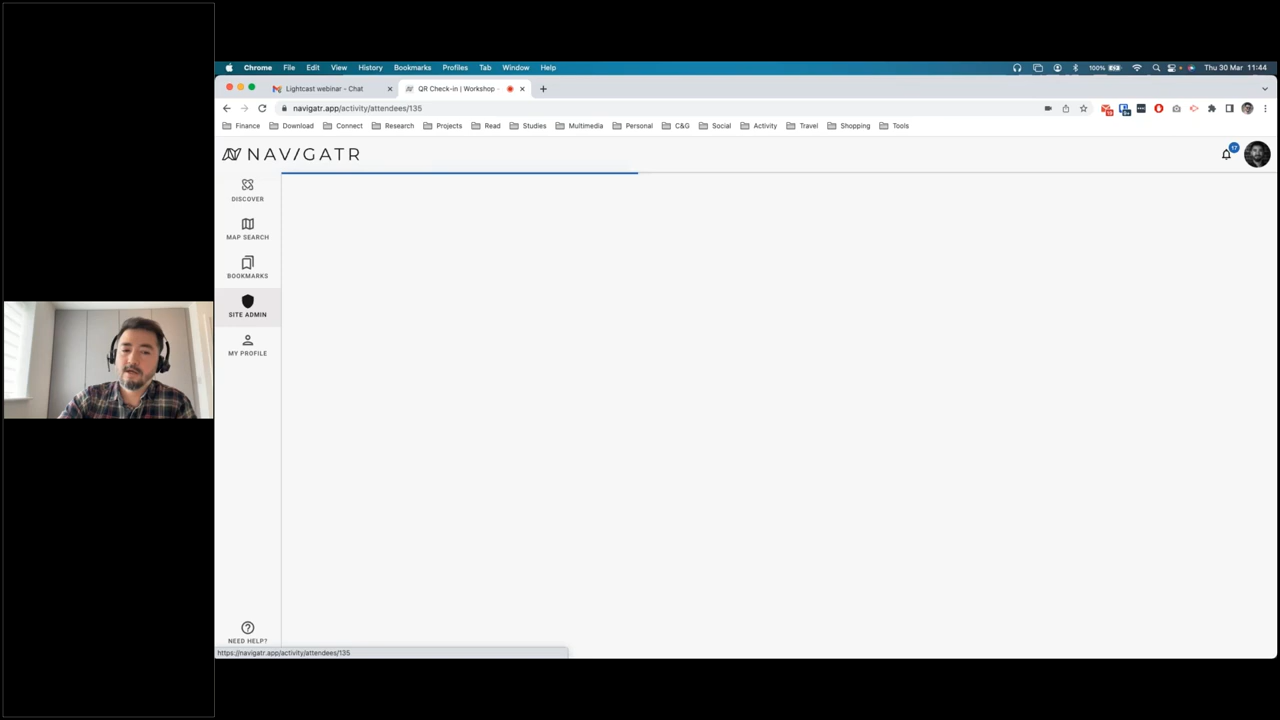 Chrome File Edit View History Bookmarks Profiles Tab Window Help 100% Thu 30 Mar 11:44
Lightcast webinar - Chat QR Check-in | Workshop -
navigatr.app/activity/attendees/135
Finance Download Connect Research Projects Read Studies Multimedia Personal C&G Social Activity Travel Shopping Tools
NAV/GATR 17
DISCOVER
MAP SEARCH
BOOKMARKS
SITE ADMIN
MY PROFILE
NEED HELP?
https://navigatr.app/activity/attendees/135